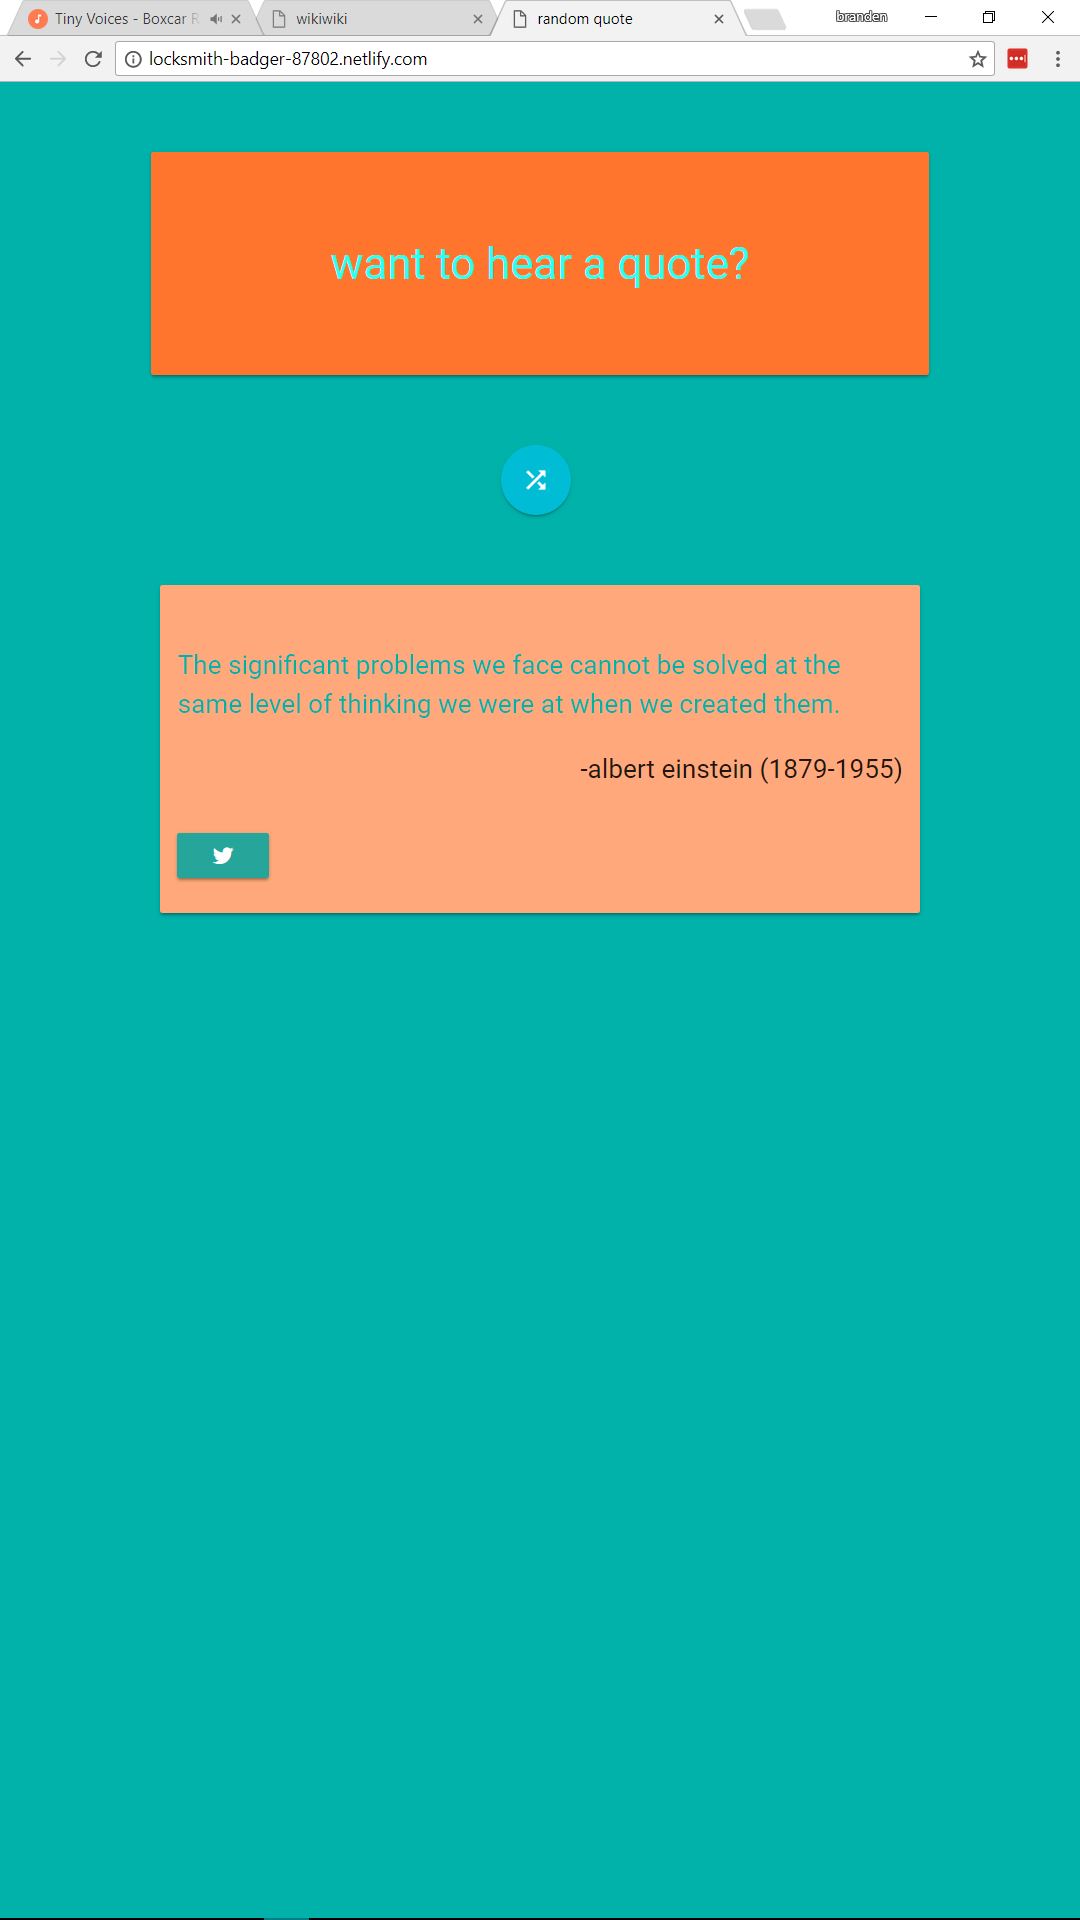 Tiny Voices - Boxcar R
wikiwiki
random quote
branden
locksmith-badger-87802.netlify.com
want to hear a quote?
The significant problems we face cannot be solved at the
same level of thinking we were at when we created them.
-albert einstein (1879-1955)